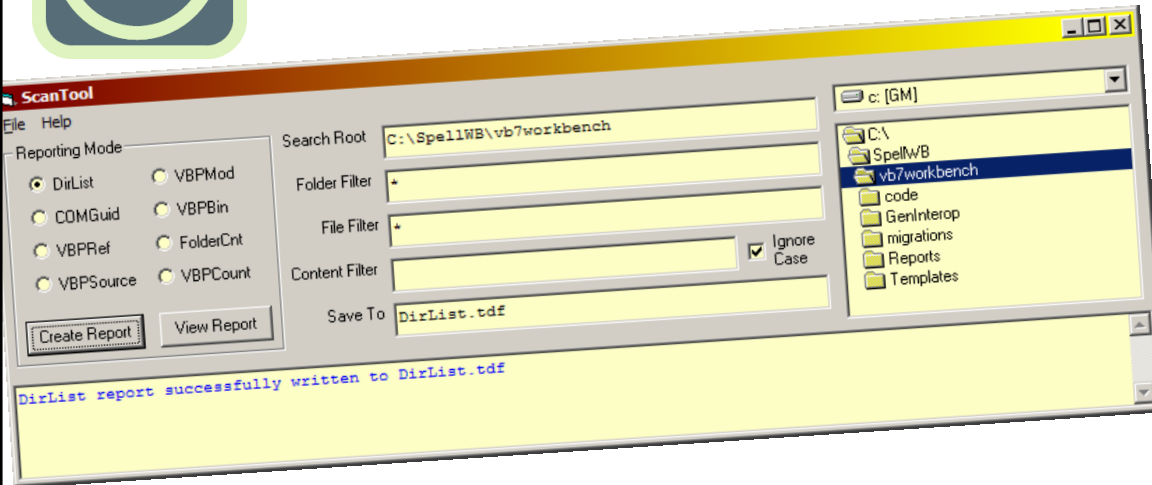 ScanTool
File Help
Reporting Mode
DirList
VBPMod
COMGuid
VBPBin
VBPRef
FolderCnt
VBPSource
VBPCount
Create Report
View Report
Search Root
C:\SpellWB\vb7workbench
Folder Filter
*
File Filter
*
Content Filter
Ignore
Case
Save To
DirList.tdf
c: [GM]
C:\
SpellWB
vb7workbench
code
GenInterop
migrations
Reports
Templates
DirList report successfully written to DirList.tdf